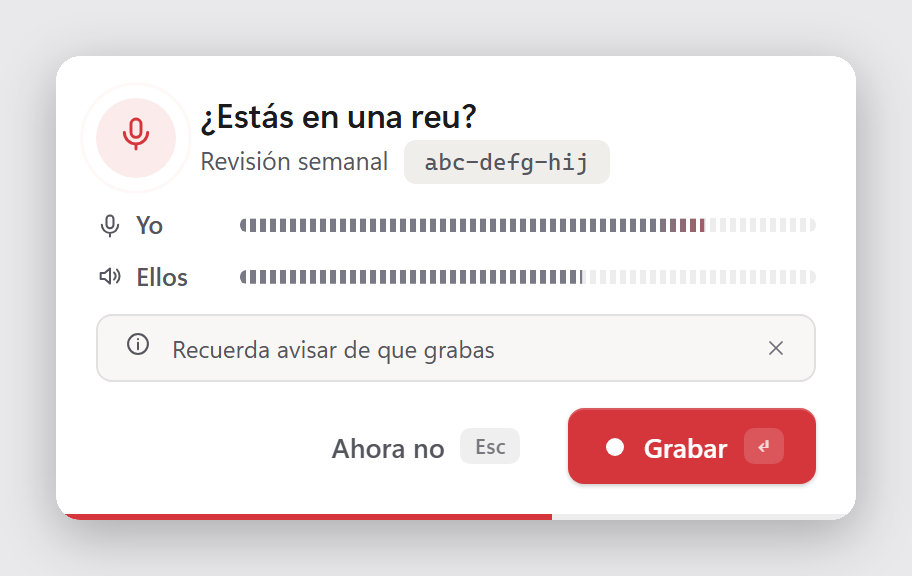 ¿Estás en una reu?
Revisión semanal abc-defg-hij
Yo
Ellos
Recuerda avisar de que grabas
Ahora no Esc Grabar ↵